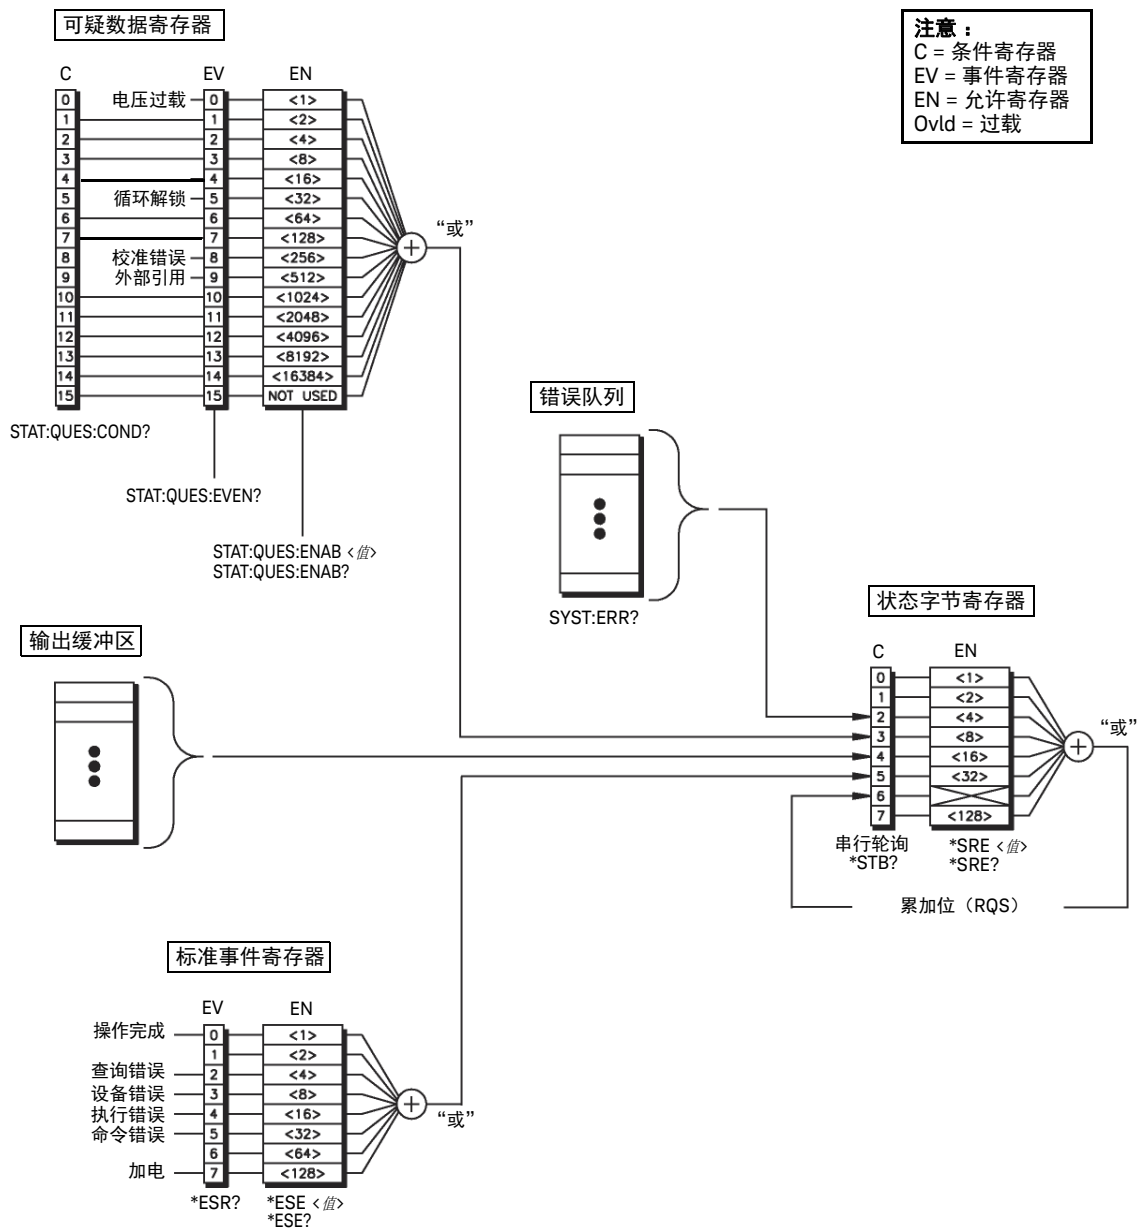 可疑数据寄存器
注意：
C = 条件寄存器
EV = 事件寄存器
EN = 允许寄存器
Ovld = 过载
C EV EN
0 电压过载 0 <1>
1 1 <2>
2 2 <4>
3 3 <8>
4 4 <16>
5 循环解锁 5 <32>
6 6 <64>
7 7 <128>
8 校准错误 8 <256>
9 外部引用 9 <512>
10 10 <1024>
11 11 <2048>
12 12 <4096>
13 13 <8192>
14 14 <16384>
15 15 NOT USED
“或”
STAT:QUES:COND?
STAT:QUES:EVEN?
STAT:QUES:ENAB <值>
STAT:QUES:ENAB?
错误队列
SYST:ERR?
输出缓冲区
状态字节寄存器
C EN
0 <1>
1 <2>
2 <4>
3 <8>
4 <16>
5 <32>
6
7 <128>
“或”
串行轮询
*STB?
*SRE <值>
*SRE?
累加位（RQS）
标准事件寄存器
EV EN
操作完成 0 <1>
1 <2>
查询错误 2 <4>
设备错误 3 <8>
执行错误 4 <16>
命令错误 5 <32>
6 <64>
加电 7 <128>
“或”
*ESR?
*ESE <值>
*ESE?